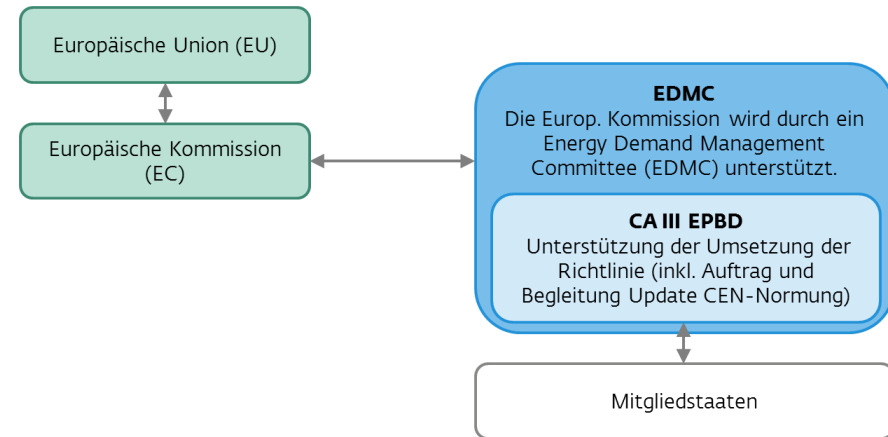 Europäische Union (EU)
Europäische Kommission
(EC)
EDMC
Die Europ. Kommission wird durch ein
Energy Demand Management
Committee (EDMC) unterstützt.
CA III EPBD
Unterstützung der Umsetzung der
Richtlinie (inkl. Auftrag und
Begleitung Update CEN-Normung)
Mitgliedstaaten